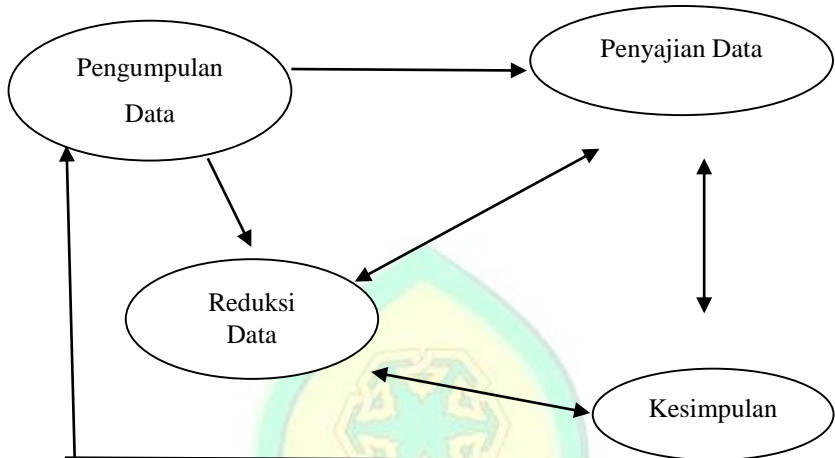 Pengumpulan
Data
Penyajian Data
Reduksi
Data
Kesimpulan